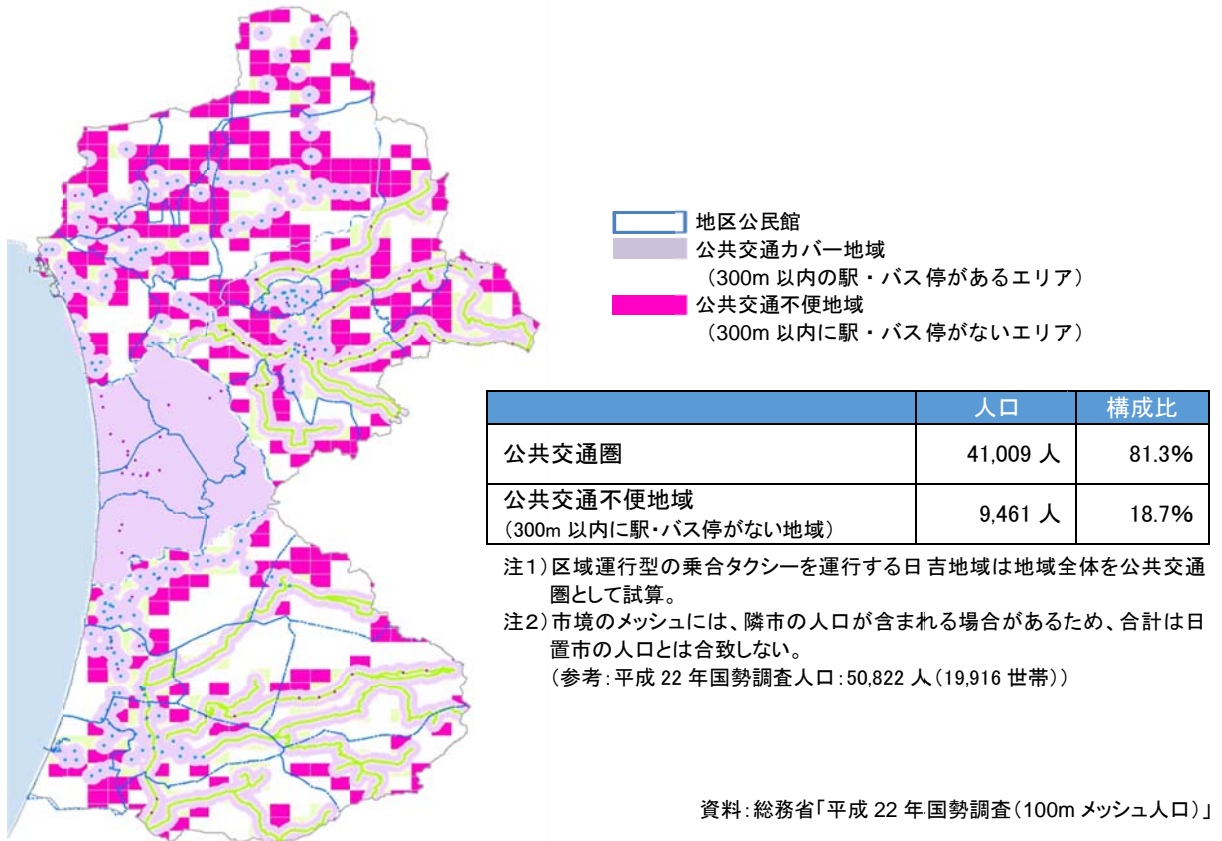 地区公民館
公共交通カバー地域
（300m 以内の駅・バス停があるエリア）
公共交通不便地域
（300m 以内に駅・バス停がないエリア）
人口 構成比
公共交通圏 41,009 人 81.3%
公共交通不便地域
（300m 以内に駅・バス停がない地域） 9,461 人 18.7%
注１）区域運行型の乗合タクシーを運行する日吉地域は地域全体を公共交通
圏として試算。
注２）市境のメッシュには、隣市の人口が含まれる場合があるため、合計は日
置市の人口とは合致しない。
（参考：平成 22 年国勢調査人口：50,822 人（19,916 世帯））
資料：総務省「平成 22 年国勢調査（100m メッシュ人口）」